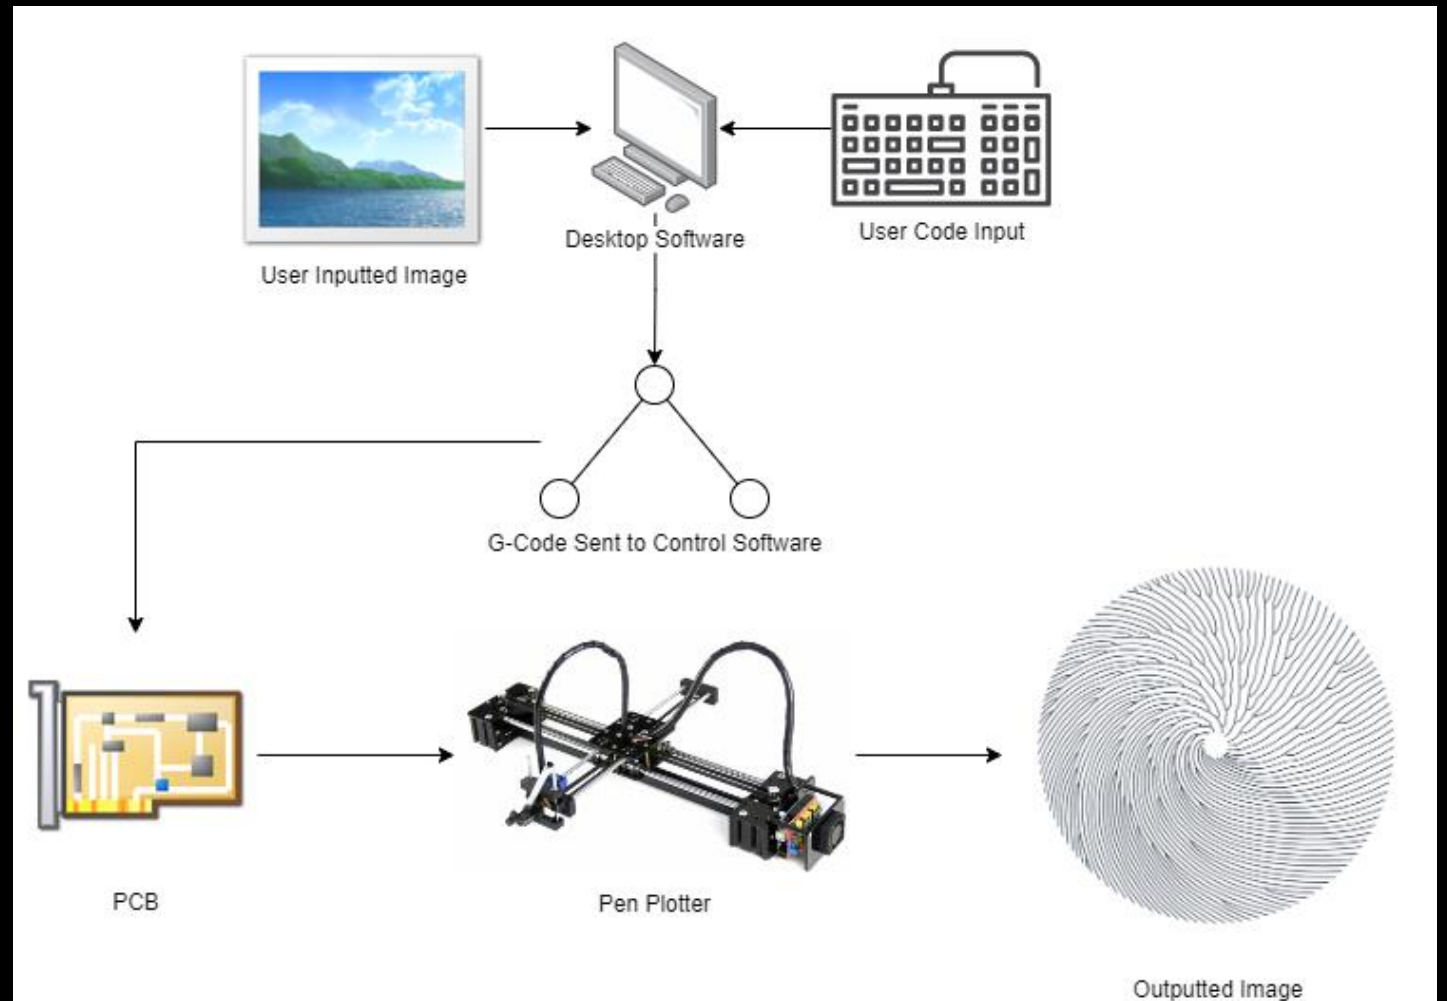 User Inputted Image
Desktop Software
User Code Input
G-Code Sent to Control Software
PCB
Pen Plotter
Outputted Image